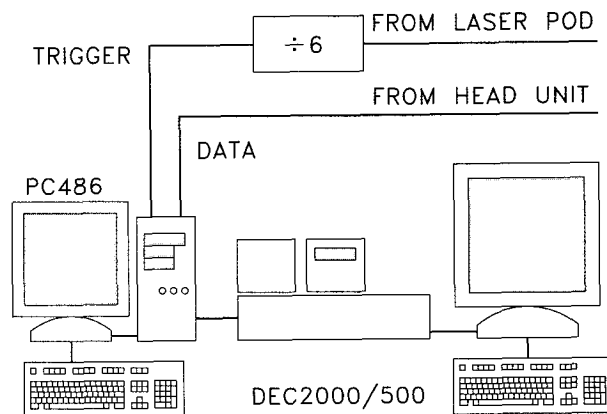 FROM LASER POD
÷6
TRIGGER
FROM HEAD UNIT
DATA
PC486
DEC2000/500